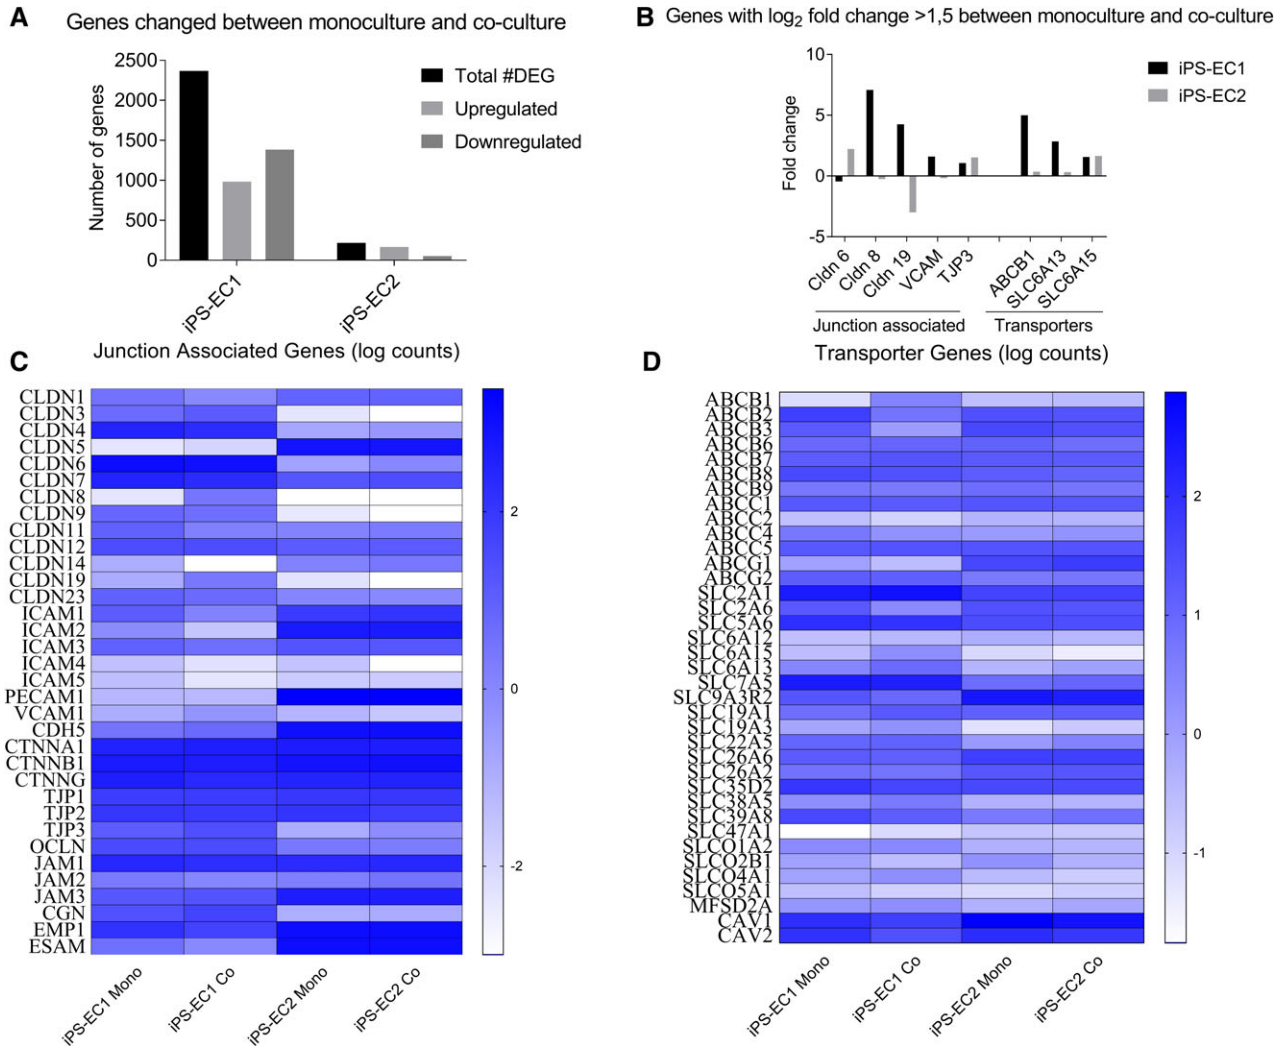 A
Genes changed between monoculture and co-culture
Number of genes
2500
2000
1500
1000
500
0
Total #DEG
Upregulated
Downregulated
iPS-EC1
iPS-EC2
B
Genes with log2 fold change >1,5 between monoculture and co-culture
Fold change
10
5
0
-5
iPS-EC1
iPS-EC2
Cldn 6
Cldn 8
Cldn 19
VCAM
TJP3
ABCB1
SLC6A13
SLC6A15
Junction associated
Transporters
C
Junction Associated Genes (log counts)
CLDN1
CLDN3
CLDN4
CLDN5
CLDN6
CLDN7
CLDN8
CLDN9
CLDN11
CLDN12
CLDN14
CLDN19
CLDN23
ICAM1
ICAM2
ICAM3
ICAM4
ICAM5
PECAM1
VCAM1
CDH5
CTNNA1
CTNNB1
CTNNG
TJP1
TJP2
TJP3
OCLN
JAM1
JAM2
JAM3
CGN
EMP1
ESAM
2
0
-2
iPS-EC1 Mono
iPS-EC1 Co
iPS-EC2 Mono
iPS-EC2 Co
D
Transporter Genes (log counts)
ABCB1
ABCB2
ABCB3
ABCB6
ABCB7
ABCB8
ABCB9
ABCC1
ABCC2
ABCC4
ABCC5
ABCG1
ABCG2
SLC2A1
SLC2A6
SLC5A6
SLC6A12
SLC6A15
SLC6A13
SLC7A5
SLC9A3R2
SLC19A1
SLC19A3
SLC22A5
SLC26A6
SLC26A2
SLC35D2
SLC38A5
SLC39A8
SLC47A1
SLCO1A2
SLCO2B1
SLCO4A1
SLCO5A1
MFSD2A
CAV1
CAV2
2
1
0
-1
iPS-EC1 Mono
iPS-EC1 Co
iPS-EC2 Mono
iPS-EC2 Co